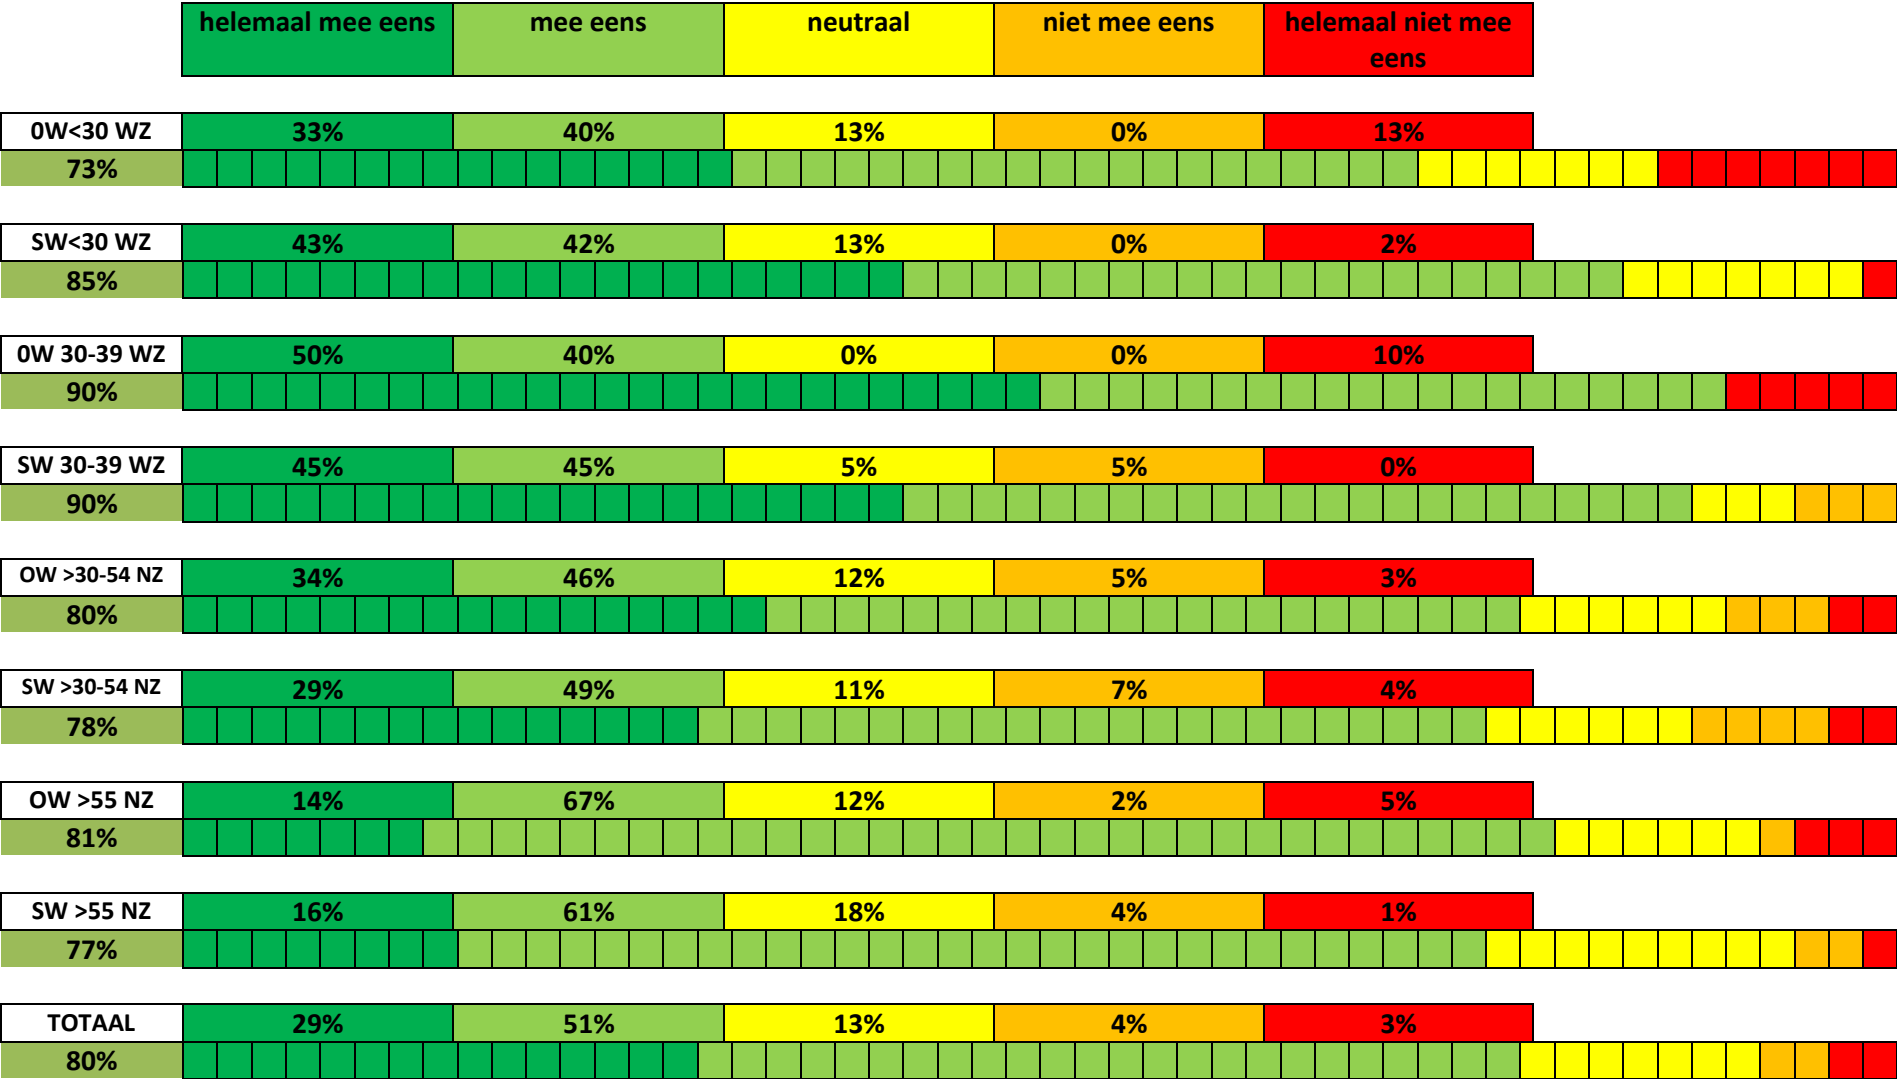 helemaal mee eens mee eens neutraal niet mee eens helemaal niet mee
eens
0W<30 WZ 33% 40% 13% 0% 13%
73%
SW<30 WZ 43% 42% 13% 0% 2%
85%
0W 30-39 WZ 50% 40% 0% 0% 10%
90%
SW 30-39 WZ 45% 45% 5% 5% 0%
90%
OW >30-54 NZ 34% 46% 12% 5% 3%
80%
SW >30-54 NZ 29% 49% 11% 7% 4%
78%
OW >55 NZ 14% 67% 12% 2% 5%
81%
SW >55 NZ 16% 61% 18% 4% 1%
77%
TOTAAL 29% 51% 13% 4% 3%
80%